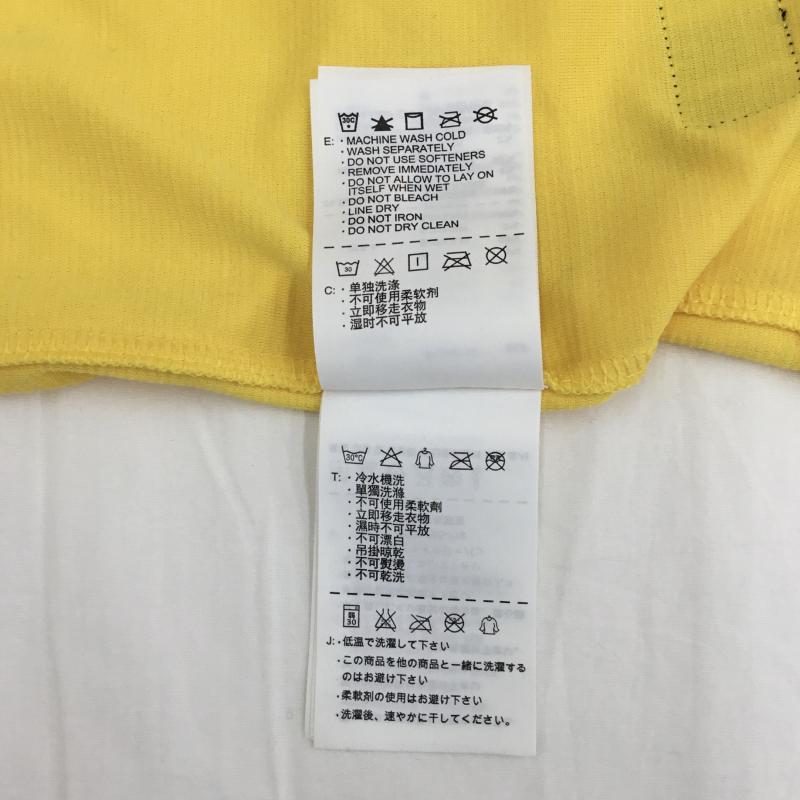 30C
E: · MACHINE WASH COLD
· WASH SEPARATELY
· DO NOT USE SOFTENERS
· REMOVE IMMEDIATELY
· DO NOT ALLOW TO LAY ON
ITSELF WHEN WET
· DO NOT BLEACH
· LINE DRY
· DO NOT IRON
· DO NOT DRY CLEAN
30
C: · 单独洗涤
· 不可使用柔软剂
· 立即移走衣物
· 湿时不可平放
30°C
T: · 冷水機洗
· 單獨洗滌
· 不可使用柔軟劑
· 立即移走衣物
· 濕時不可平放
· 不可漂白
· 吊掛晾乾
· 不可熨燙
· 不可乾洗
弱
30
J: · 低温で洗濯して下さい
· この商品を他の商品と一緒に洗濯する
のはお避け下さい
· 柔軟剤の使用はお避け下さい
· 洗濯後、速やかに干してください。